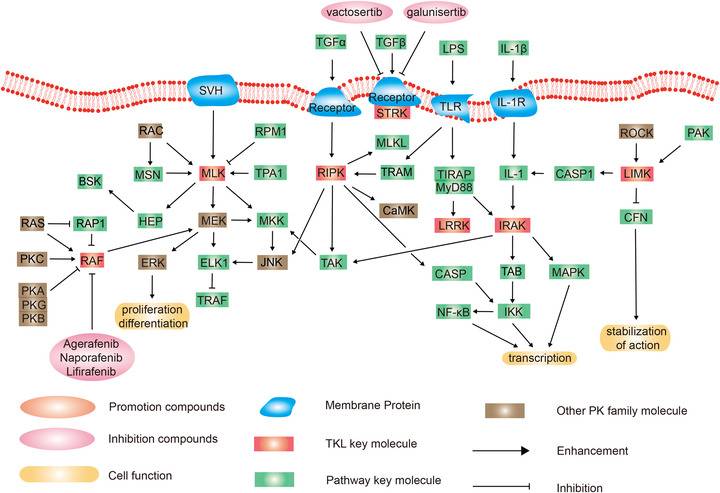 vactosertib
galunisertib
TGFα
TGFβ
LPS
IL-1β
SVH
Receptor
Receptor
STRK
TLR
IL-1R
RAC
RPM1
MLKL
ROCK
PAK
MSN
MLK
TPA1
RIPK
TRAM
TIRAP
MyD88
IL-1
CASP1
LIMK
BSK
HEP
MEK
MKK
CaMK
LRRK
IRAK
CFN
RAS
RAP1
PKC
RAF
ERK
ELK1
JNK
TAK
CASP
TAB
MAPK
PKA
PKG
PKB
TRAF
NF-κB
IKK
proliferation
differentiation
stabilization
of action
transcription
Agerafenib
Naporafenib
Lifirafenib
Promotion compounds
Membrane Protein
Other PK family molecule
Inhibition compounds
TKL key molecule
Enhancement
Cell function
Pathway key molecule
Inhibition